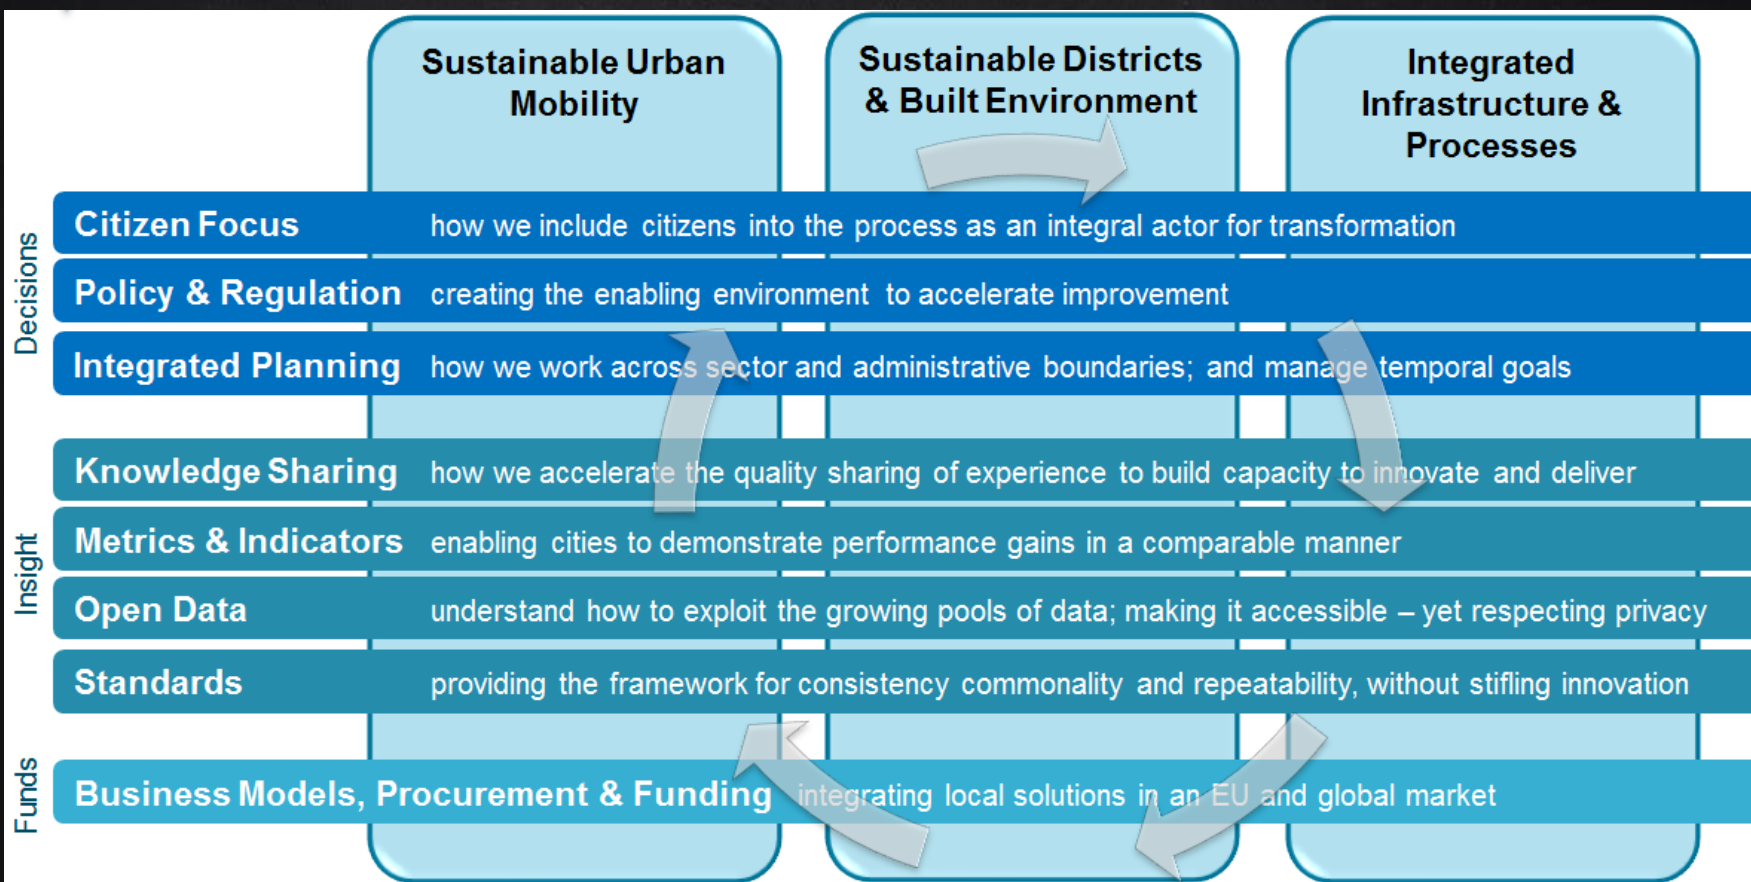 Sustainable Urban
Mobility
Sustainable Districts
& Built Environment
Integrated
Infrastructure &
Processes
Decisions
Citizen Focus how we include citizens into the process as an integral actor for transformation
Policy & Regulation creating the enabling environment to accelerate improvement
Integrated Planning how we work across sector and administrative boundaries; and manage temporal goals
Insight
Knowledge Sharing how we accelerate the quality sharing of experience to build capacity to innovate and deliver
Metrics & Indicators enabling cities to demonstrate performance gains in a comparable manner
Open Data understand how to exploit the growing pools of data; making it accessible – yet respecting privacy
Standards providing the framework for consistency commonality and repeatability, without stifling innovation
Funds
Business Models, Procurement & Funding integrating local solutions in an EU and global market